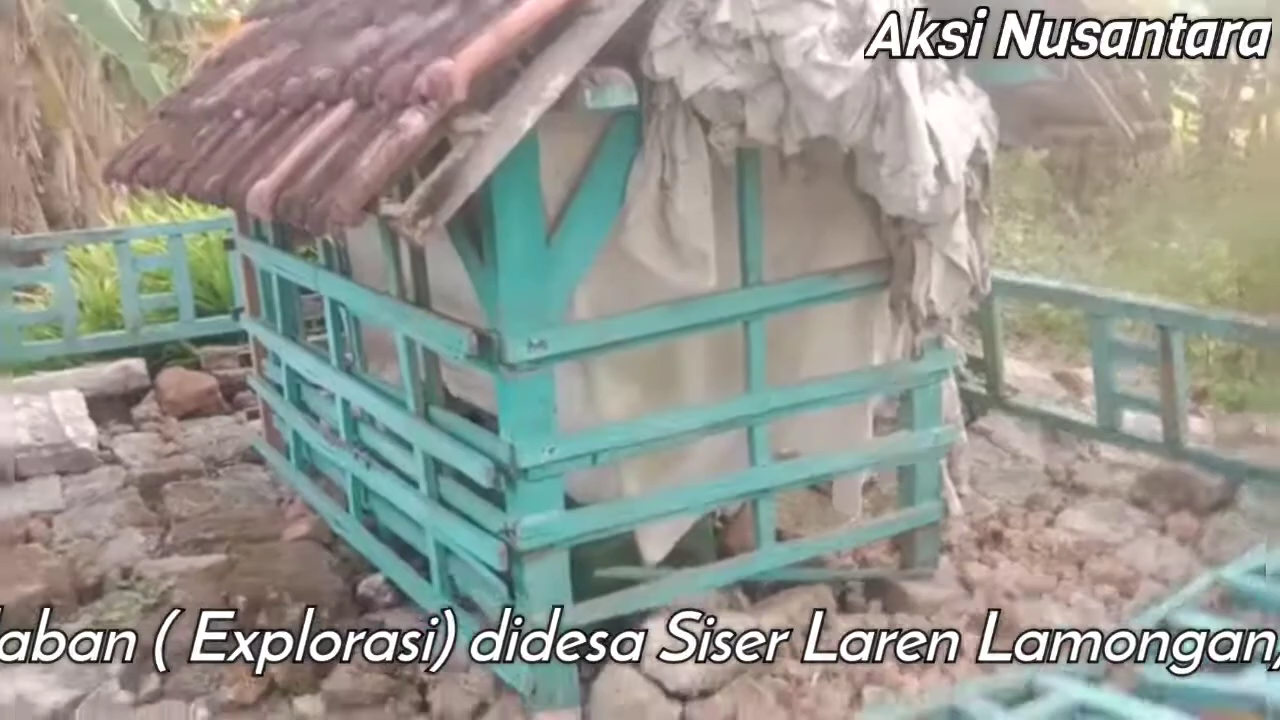 Aksi Nusantara
( Explorasi) didesa Siser Laren Lamongan,